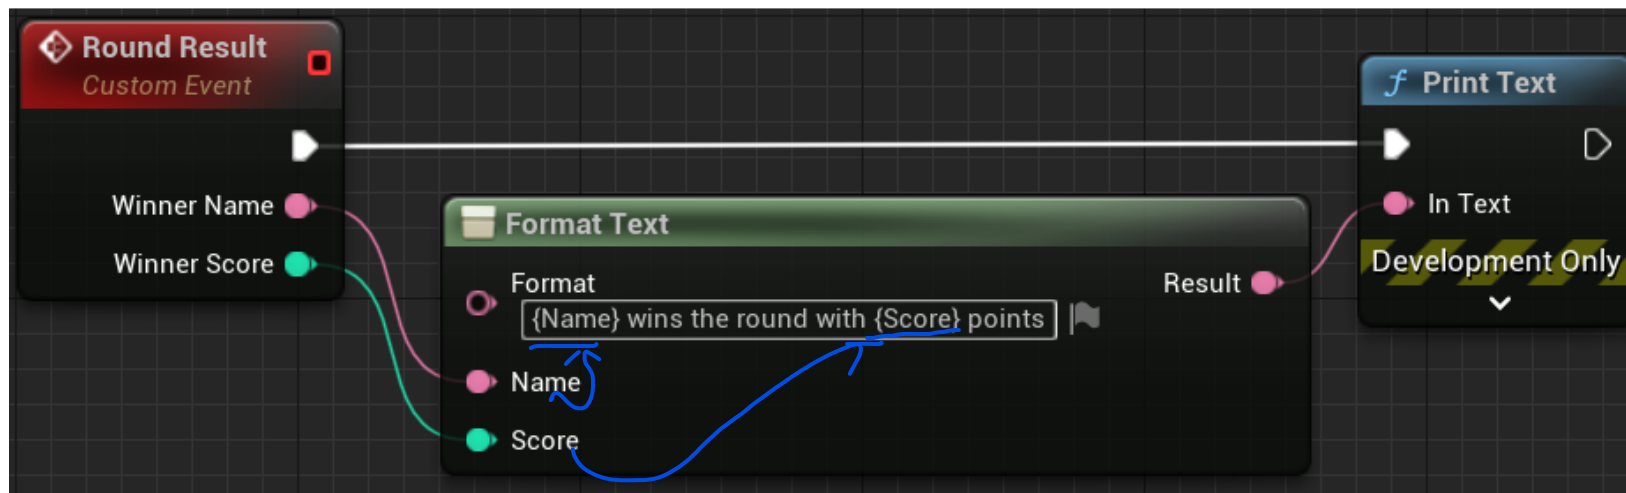 Round Result
Custom Event
Winner Name
Winner Score
Format Text
Format
{Name} wins the round with {Score} points
Name
Score
Result
f Print Text
In Text
Development Only